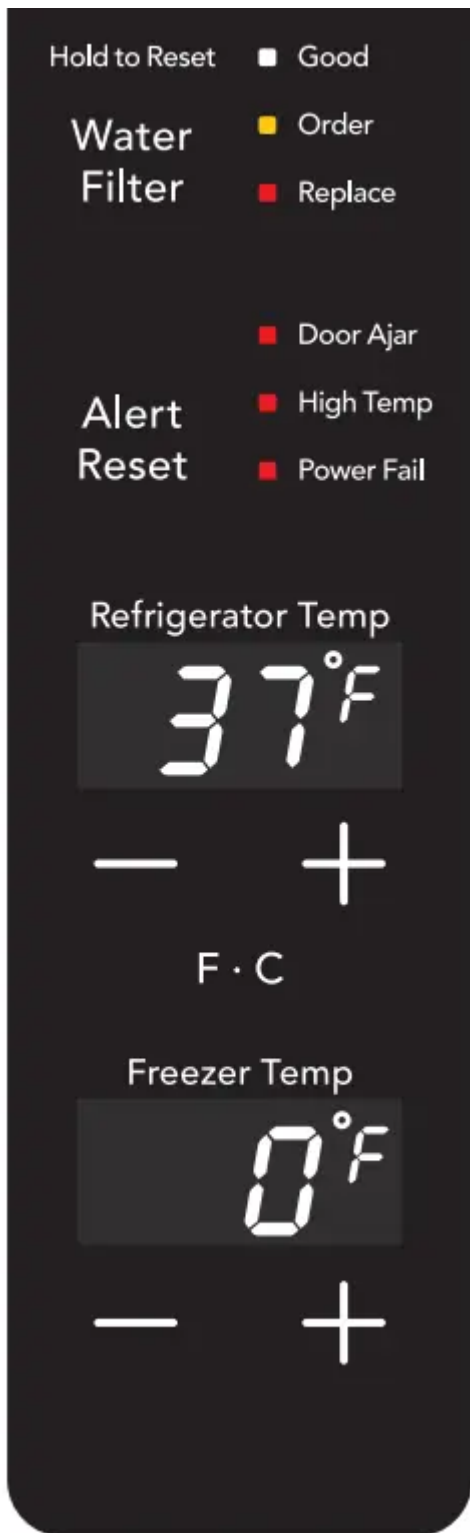 Hold to Reset
Good
Water
Filter
Order
Replace
Door Ajar
Alert
Reset
High Temp
Power Fail
Refrigerator Temp
37°F
− +
F · C
Freezer Temp
0°F
− +